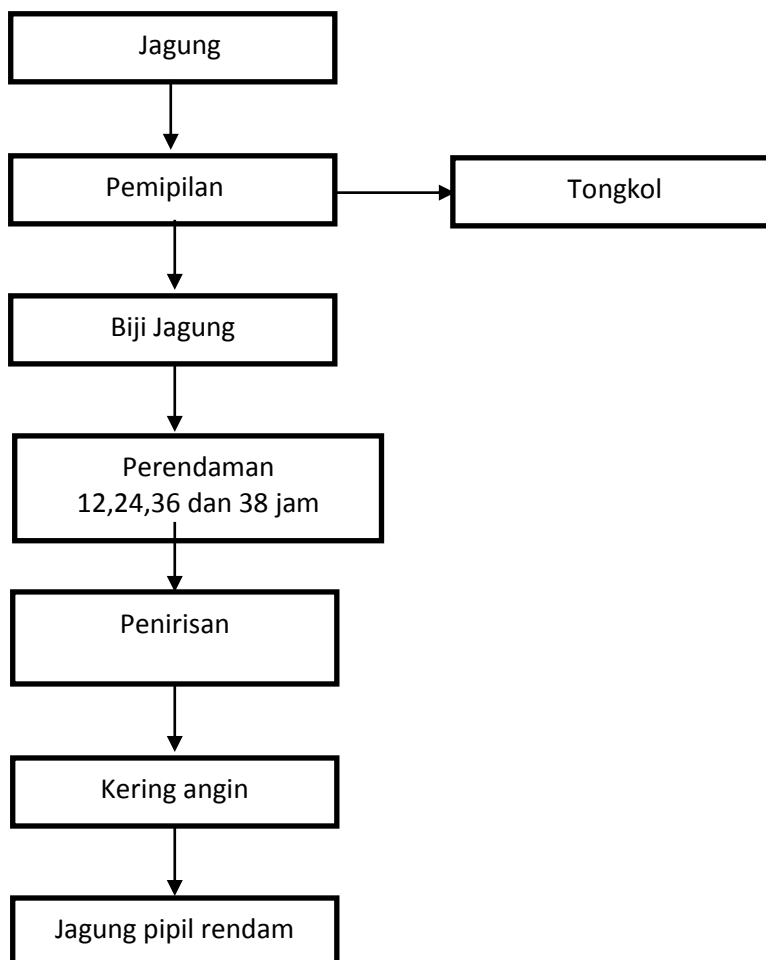 Jagung
Pemipilan
Tongkol
Biji Jagung
Perendaman
12,24,36 dan 38 jam
Penirisan
Kering angin
Jagung pipil rendam